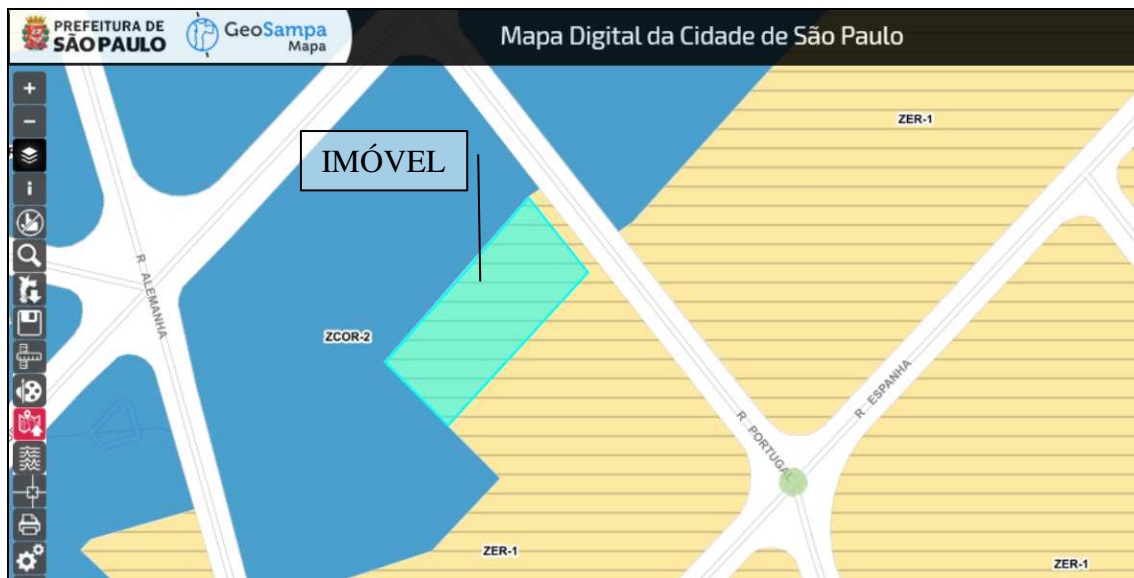 PREFEITURA DE
SÃO PAULO
GeoSampa
Mapa
Mapa Digital da Cidade de São Paulo
ZER-1
IMÓVEL
R ALEMANHA
ZCOR-2
R ESPANHA
R PORTUGAL
ZER-1
ZER-1